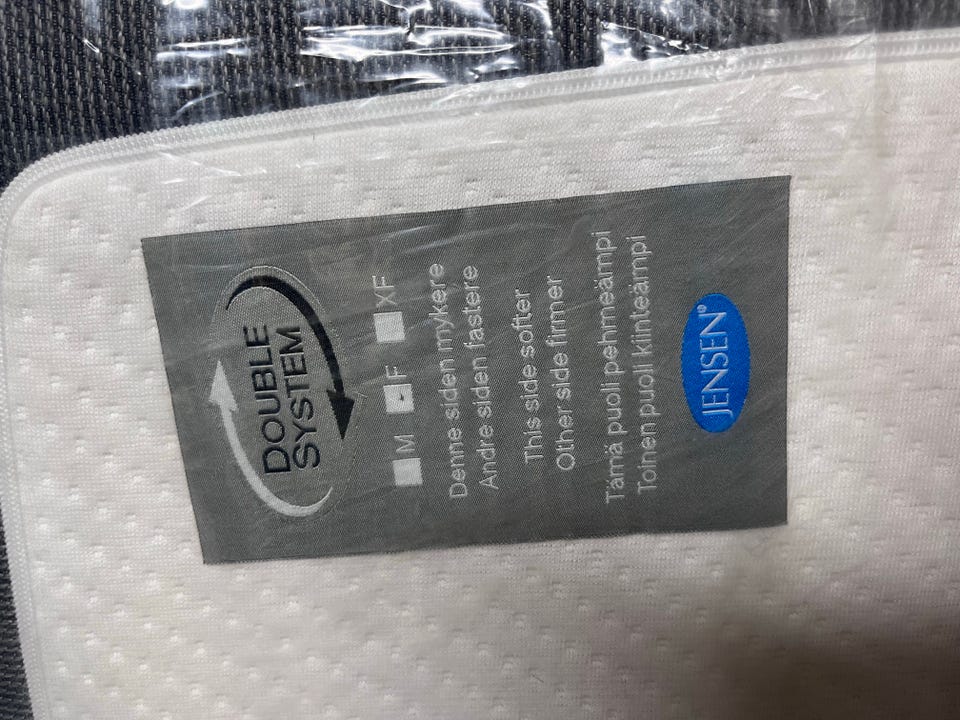 DOUBLE
SYSTEM
M F XF
Denne siden mykere
Andre siden fastere
This side softer
Other side firmer
Tämä puoli pehmeämpi
Toinen puoli kiinteämpi
JENSEN®